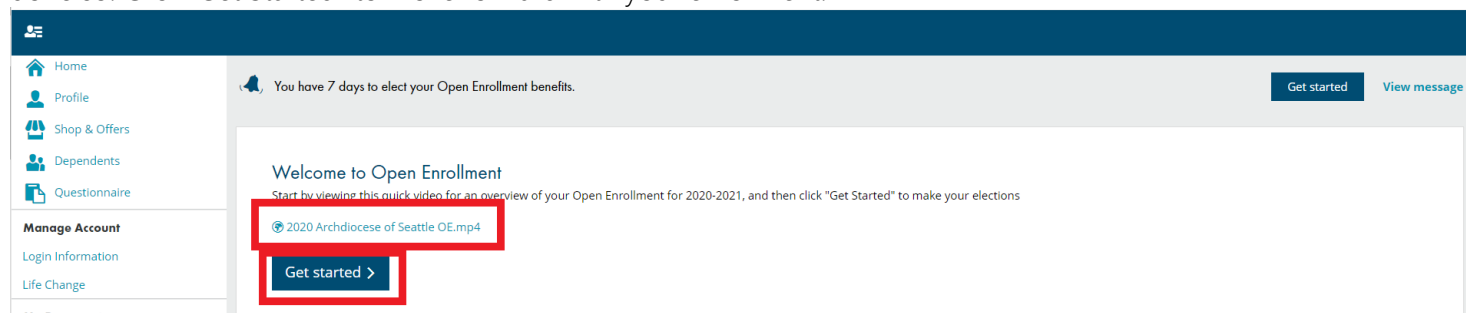 Home
Profile
Shop & Offers
Dependents
Questionnaire
Manage Account
Login Information
Life Change
You have 7 days to elect your Open Enrollment benefits.
Get started
View message
Welcome to Open Enrollment
Start by viewing this quick video for an overview of your Open Enrollment for 2020-2021, and then click "Get Started" to make your elections
2020 Archdiocese of Seattle OE.mp4
Get started >